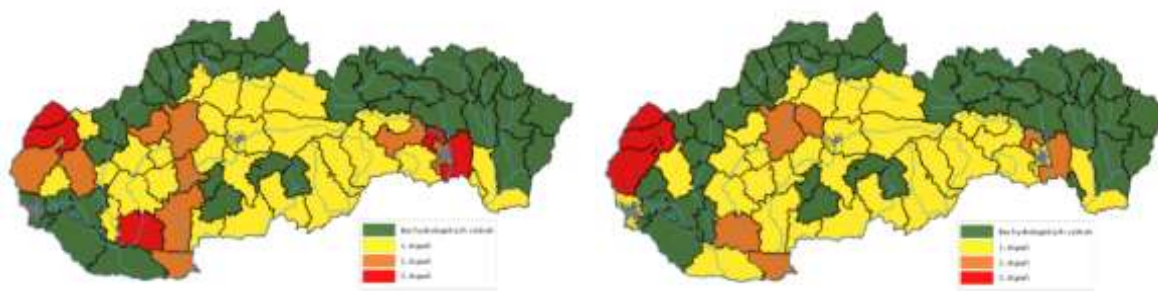 Bez hydrologických výstrah
1. stupeň
2. stupeň
3. stupeň
Bez hydrologických výstrah
1. stupeň
2. stupeň
3. stupeň